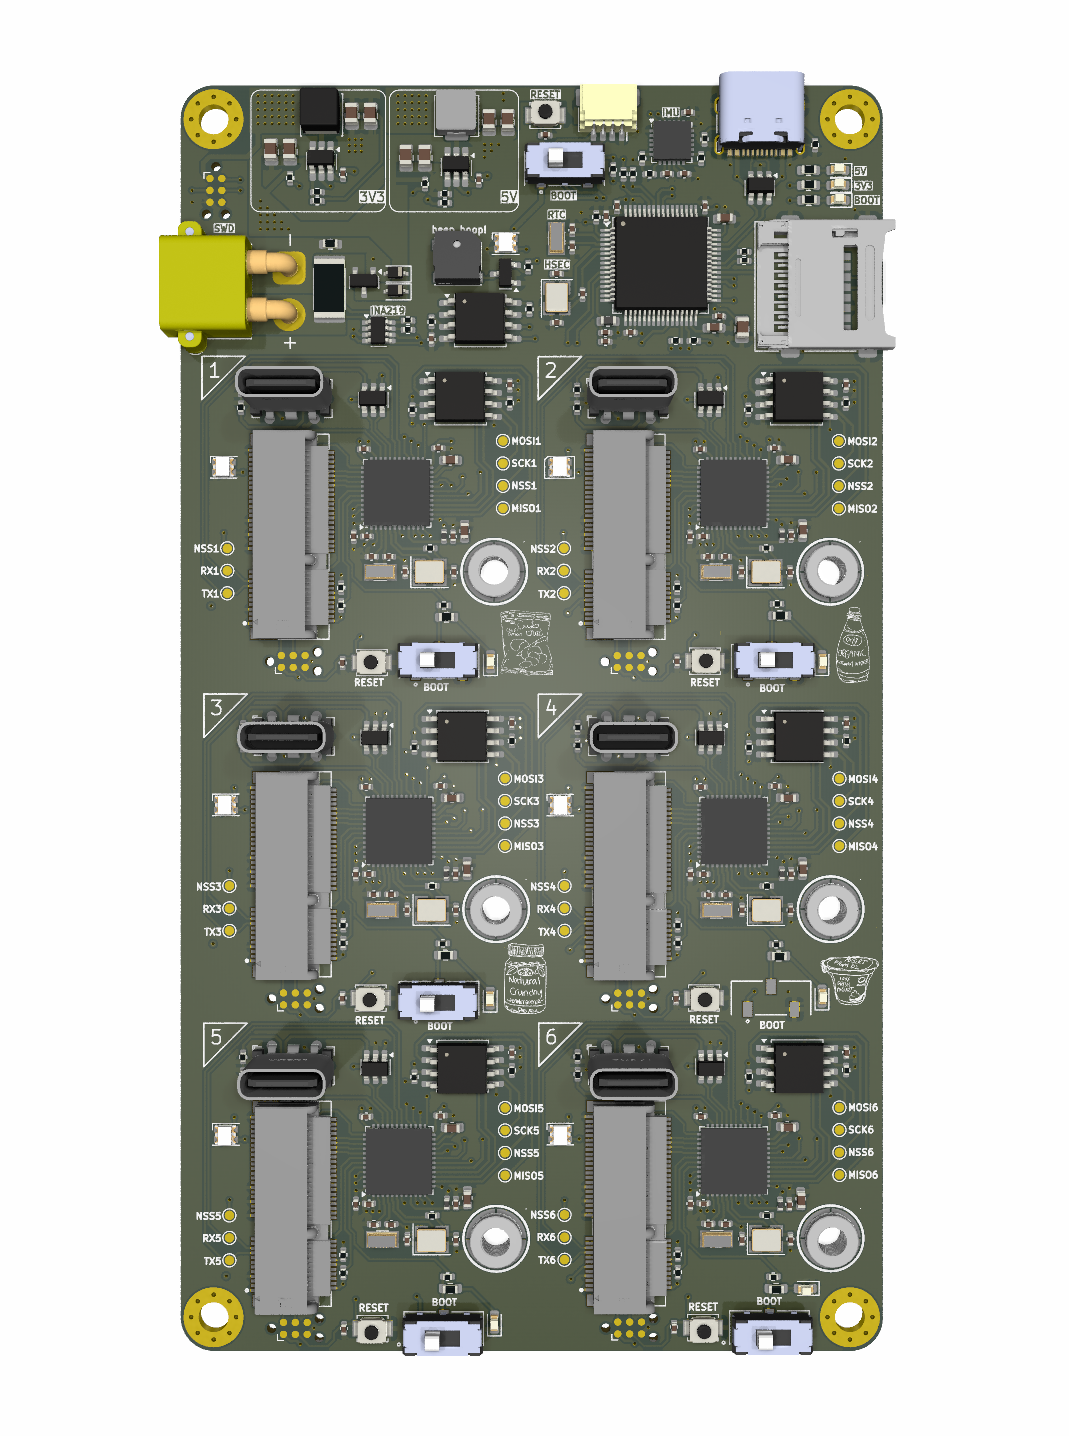 RESET
IMU
5V
3V3
BOOT
3V3
5V
BOOT
SWD
RTC
beep boop!
HSEC
INA219
+
1
2
MOSI1
SCK1
NSS1
MISO1
MOSI2
SCK2
NSS2
MISO2
NSS1
RX1
TX1
NSS2
RX2
TX2
ORGANIC
RESET
BOOT
RESET
BOOT
3
4
MOSI3
SCK3
NSS3
MISO3
MOSI4
SCK4
NSS4
MISO4
NSS3
RX3
TX3
NSS4
RX4
TX4
Natural
Crunchy
RESET
BOOT
RESET
BOOT
5
6
MOSI5
SCK5
NSS5
MISO5
MOSI6
SCK6
NSS6
MISO6
NSS5
RX5
TX5
NSS6
RX6
TX6
RESET
BOOT
RESET
BOOT